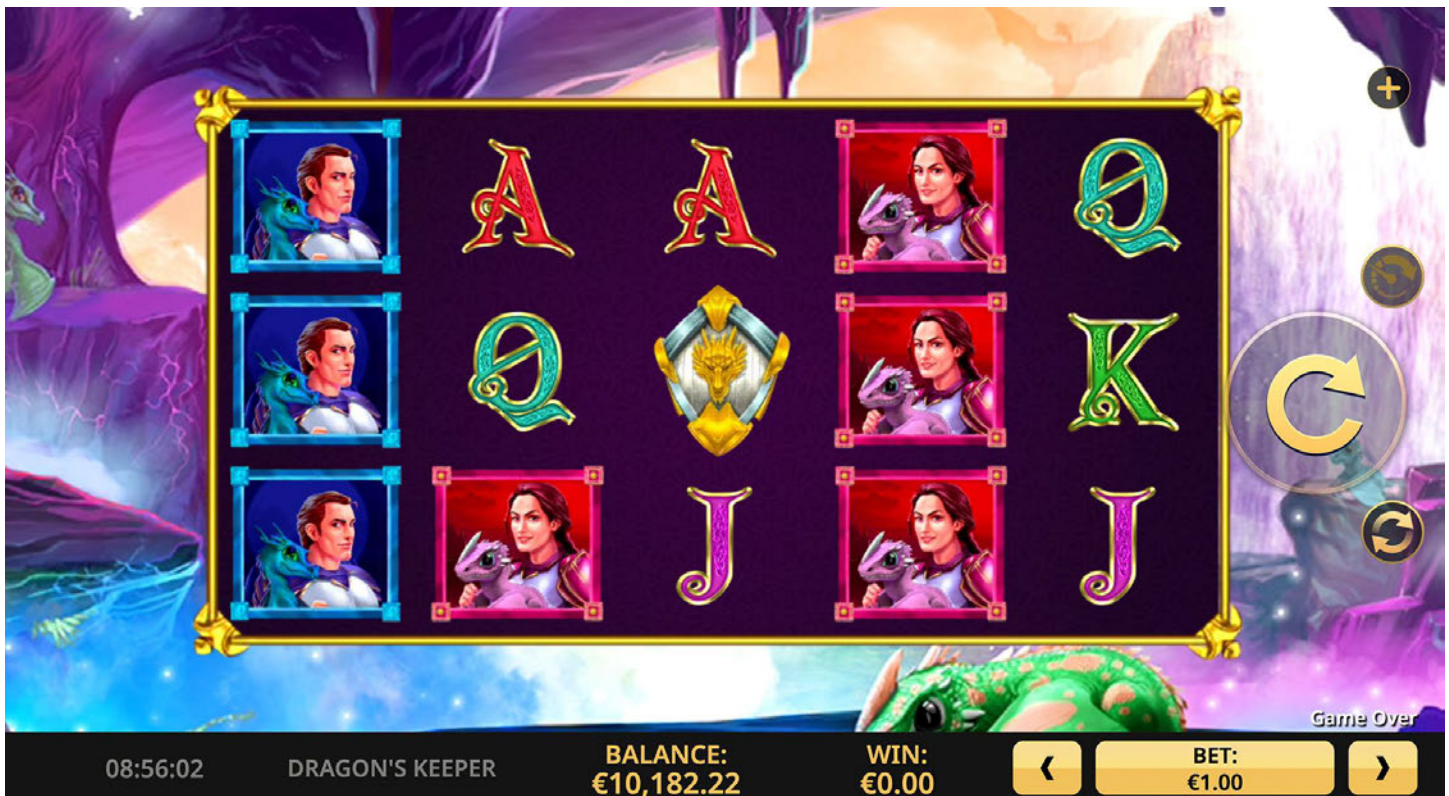 A A Q
Q K
J J
Game Over
08:56:02 DRAGON'S KEEPER BALANCE: €10,182.22 WIN: €0.00 BET: €1.00